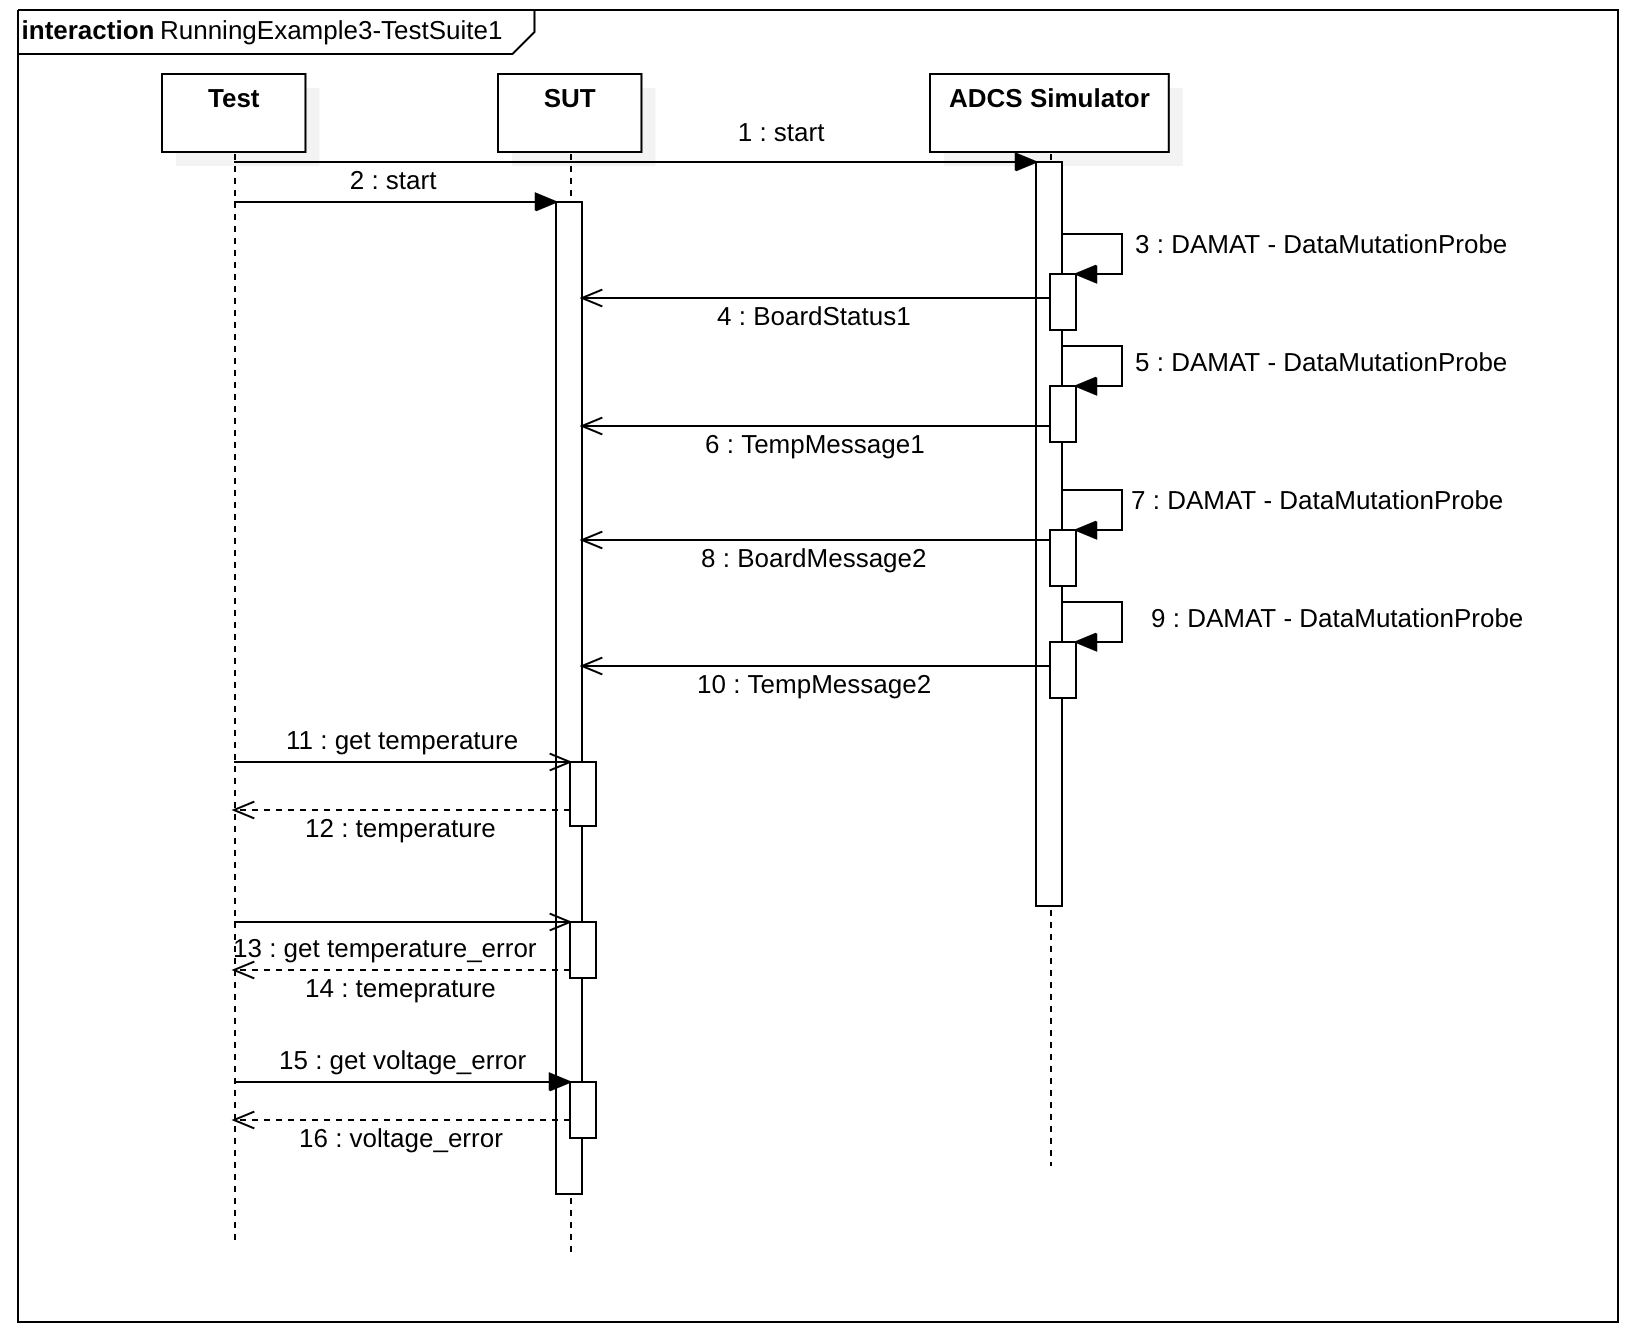 interaction RunningExample3-TestSuite1
Test
SUT
ADCS Simulator
1 : start
2 : start
3 : DAMAT - DataMutationProbe
4 : BoardStatus1
5 : DAMAT - DataMutationProbe
6 : TempMessage1
7 : DAMAT - DataMutationProbe
8 : BoardMessage2
9 : DAMAT - DataMutationProbe
10 : TempMessage2
11 : get temperature
12 : temperature
13 : get temperature_error
14 : temeprature
15 : get voltage_error
16 : voltage_error